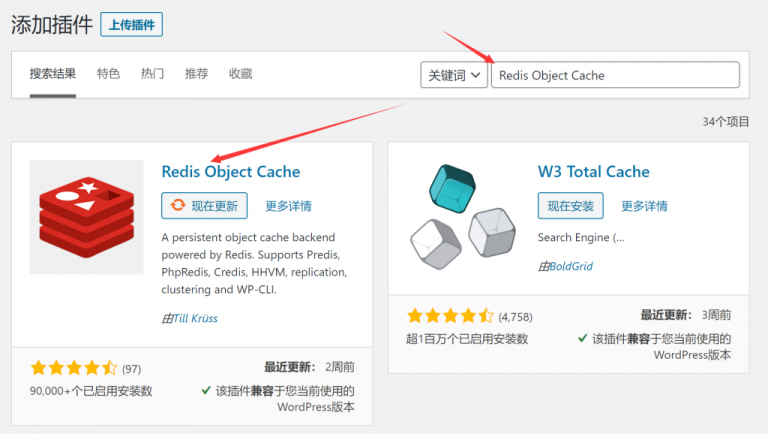 添加插件 上传插件
搜索结果 特色 热门 推荐 收藏 关键词 Redis Object Cache
34个项目
Redis Object Cache
现在更新 更多详情
A persistent object cache backend
powered by Redis. Supports Predis,
PhpRedis, Credis, HHVM, replication,
clustering and WP-CLI.
由Till Krüss
(97) 最近更新： 2周前
90,000+个已启用安装数 该插件兼容于您当前使用的
WordPress版本
W3 Total Cache
现在安装 更多详情
Search Engine (...
由BoldGrid
(4,758) 最近更新： 3周前
超1百万个已启用安装数 该插件兼容于您当前使用的
WordPress版本